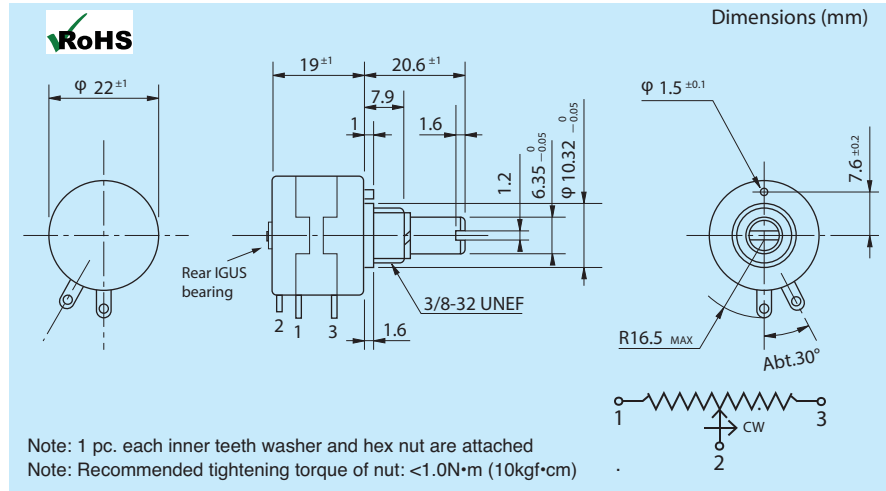 RoHS
Dimensions (mm)
φ 22 ±1
19 ±1
20.6 ±1
7.9
1
1.6
1.2
6.35 0 −0.05
φ 10.32 0 −0.05
φ 1.5 ±0.1
7.6 ±0.2
Rear IGUS
bearing
2
1
3
1.6
3/8-32 UNEF
R16.5 MAX
Abt.30°
1
3
CW
2
Note: 1 pc. each inner teeth washer and hex nut are attached
Note: Recommended tightening torque of nut: <1.0N•m (10kgf•cm)